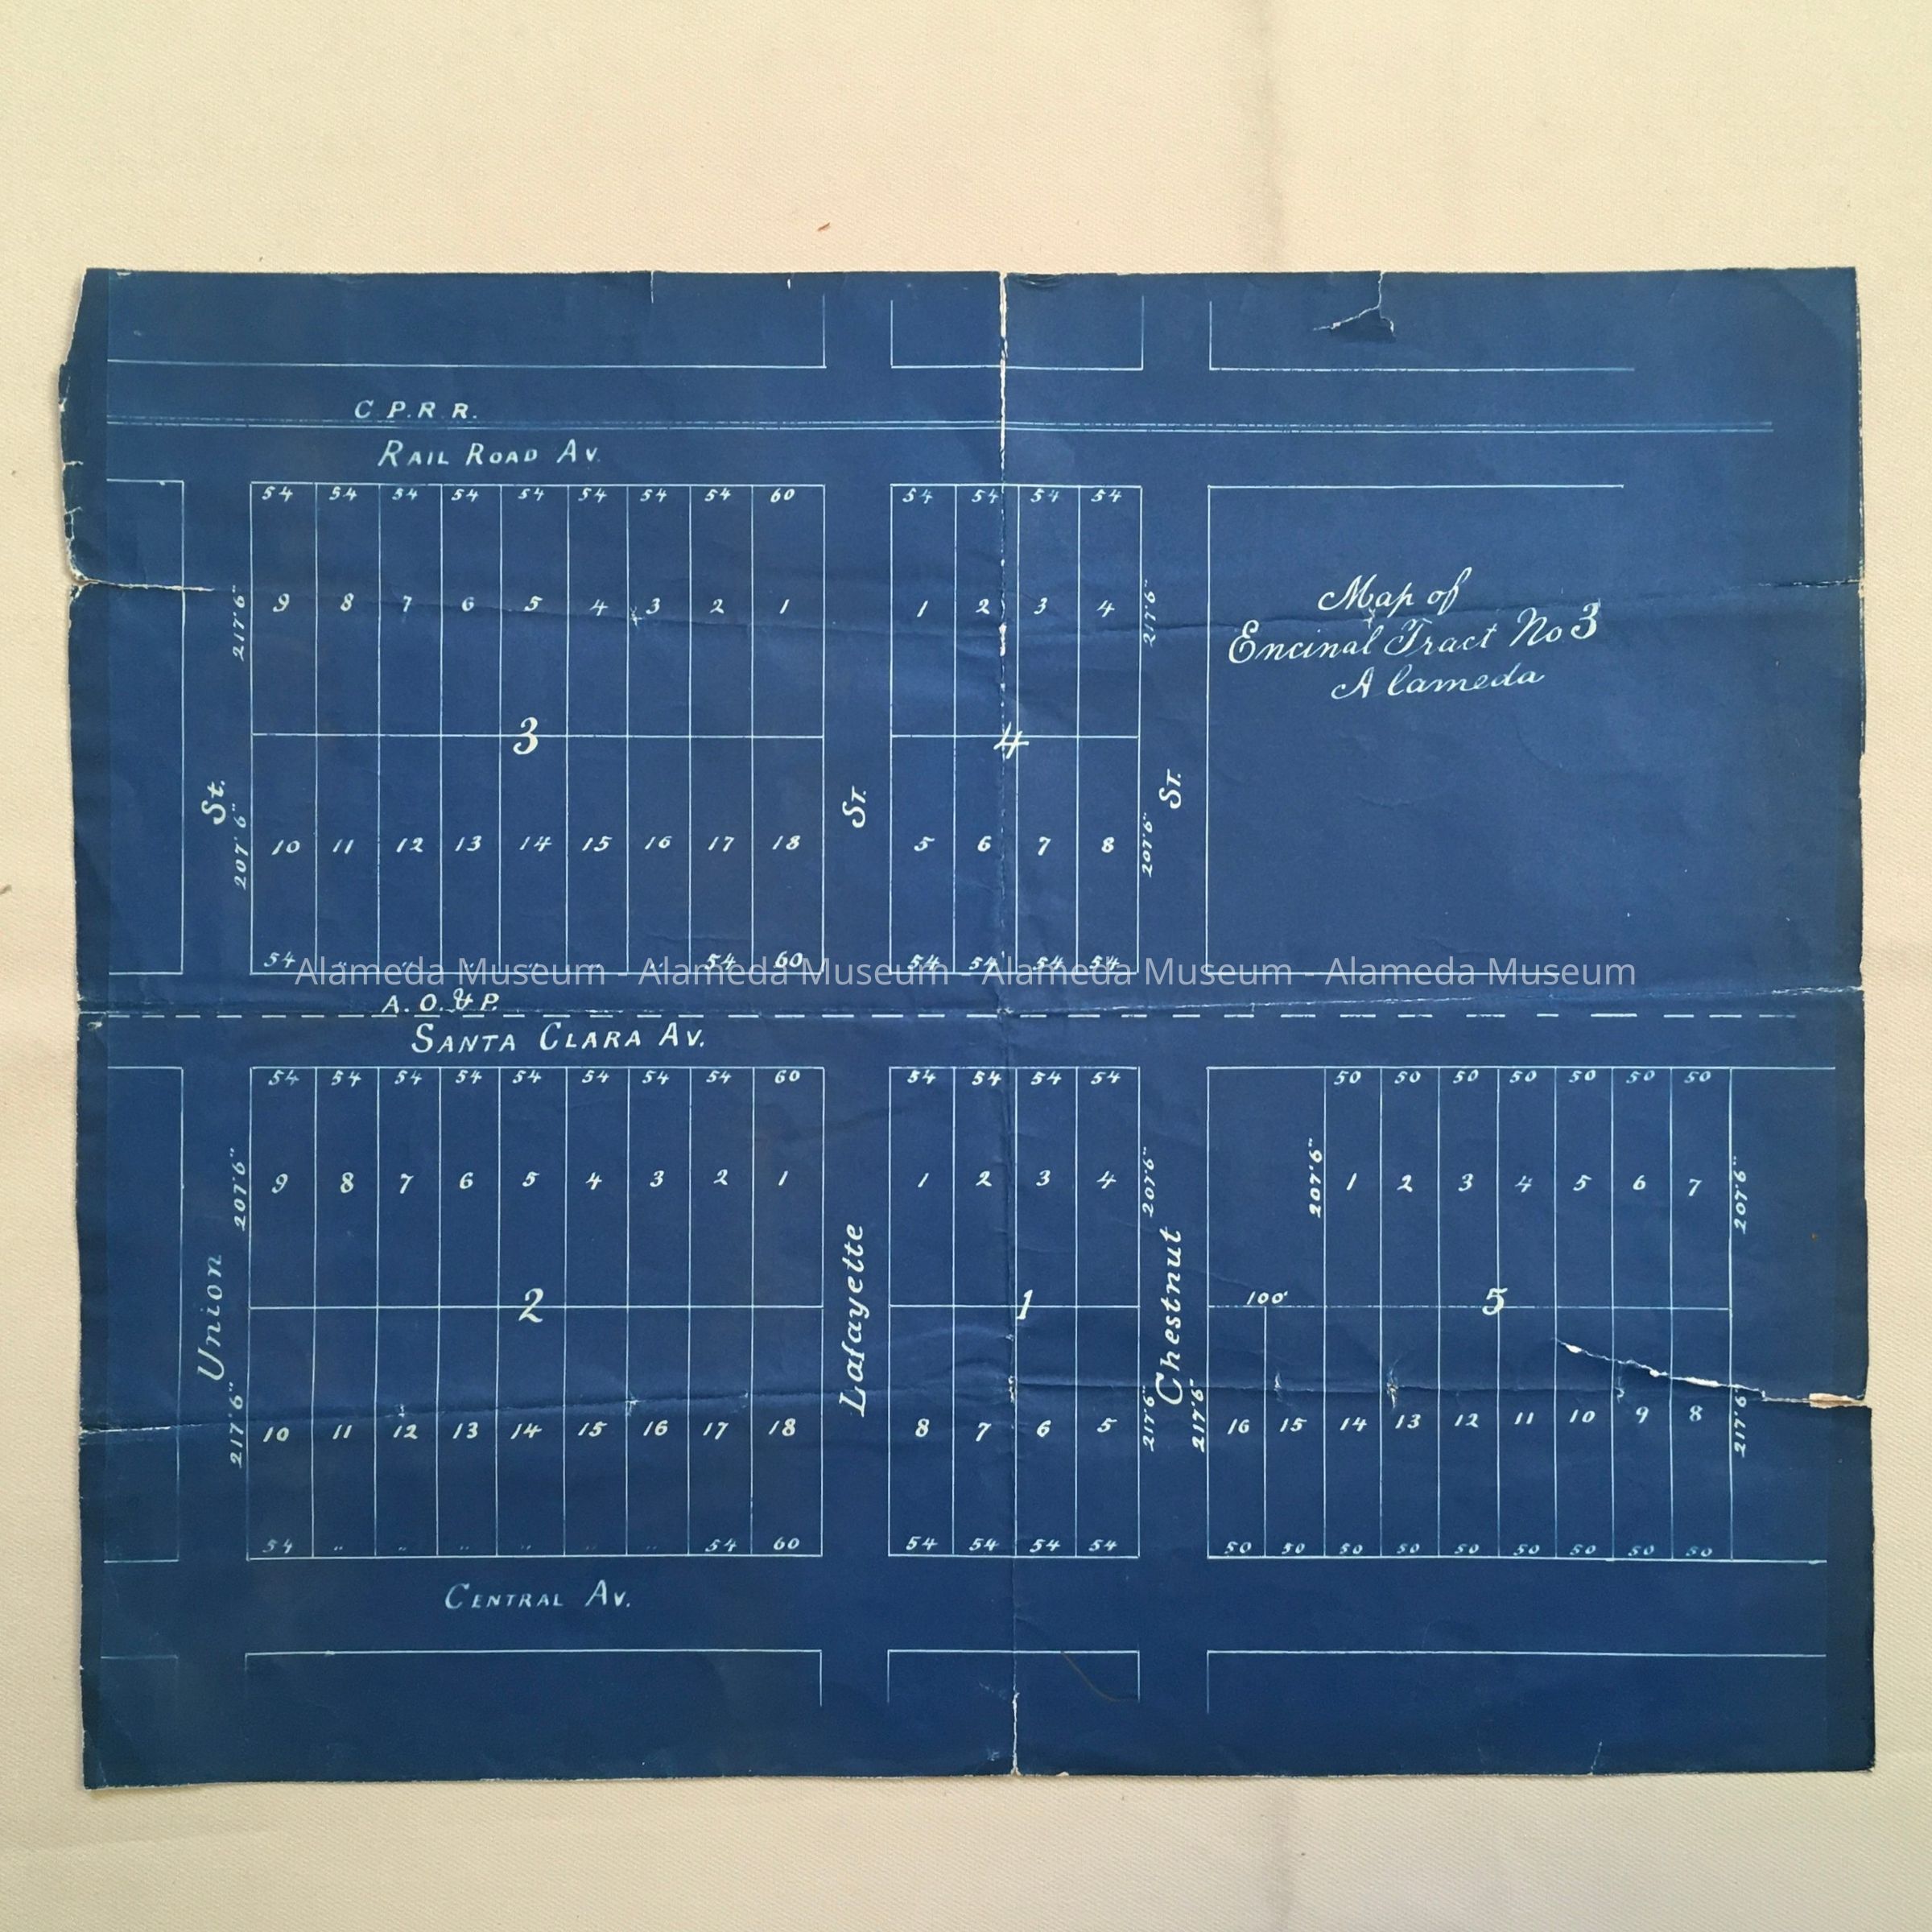 C P. R R.
RAIL ROAD AV.
54 54 54 54 54 54 54 54 60
54 54 54 54
217'6"
9 8 7 6 5 4 3 2 1
1 2 3 4
217'6"
Map of
Encinal Tract No 3
Alameda
3
4
St.
ST.
ST.
207'6"
10 11 12 13 14 15 16 17 18
5 6 7 8
207'6"
54 " " " " 54 60
54 54 54 54
Alameda Museum - Alameda Museum - Alameda Museum - Alameda Museum
A. O. & P.
SANTA CLARA AV.
54 54 54 54 54 54 54 54 60
54 54 54 54
50 50 50 50 50 50 50
207'6"
9 8 7 6 5 4 3 2 1
1 2 3 4
207'6"
207'6"
1 2 3 4 5 6 7
207'6"
Union
2
Lafayette
1
Chestnut
100'
5
217'6"
10 11 12 13 14 15 16 17 18
8 7 6 5
217'6"
217'6"
16 15 14 13 12 11 10 9 8
217'6"
54 " " " " " " 54 60
54 54 54 54
50 50 50 50 50 50 50 50 50
CENTRAL AV.